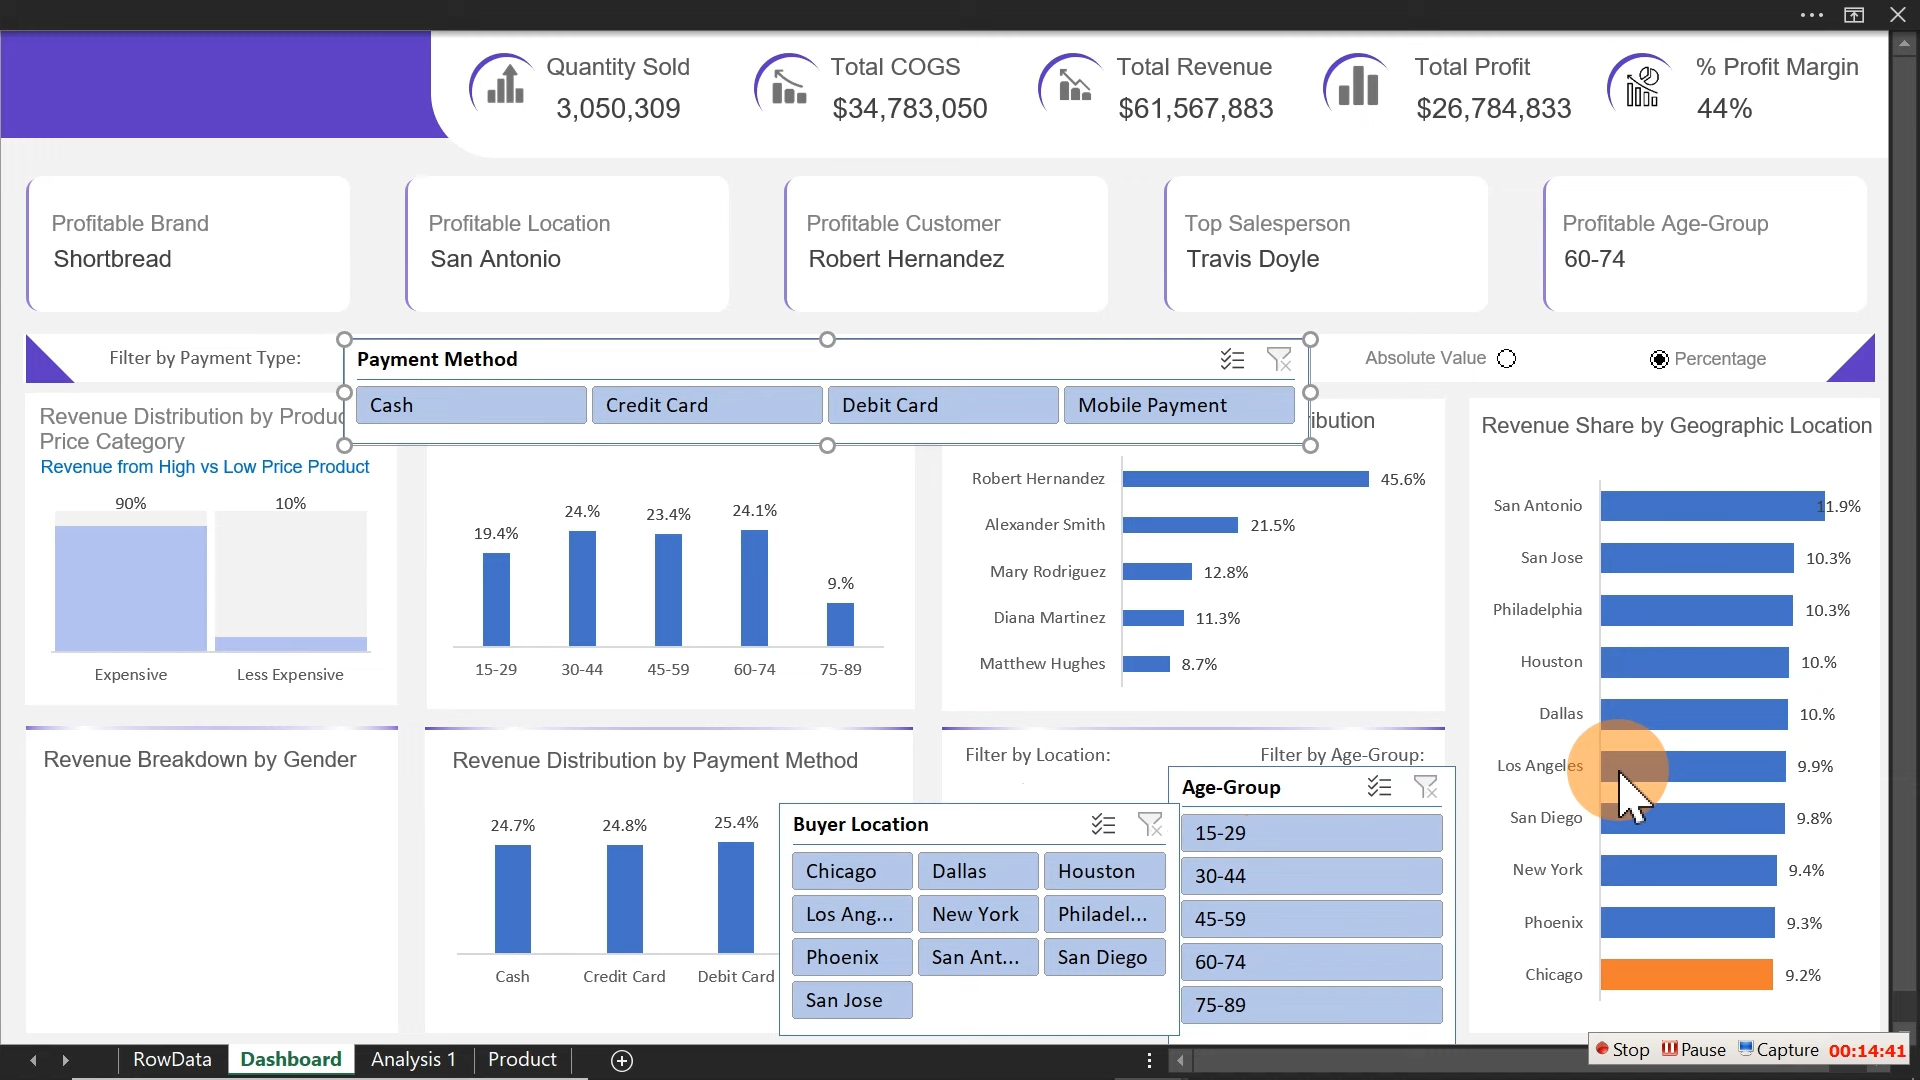 Quantity Sold
3,050,309
Total COGS
$34,783,050
Total Revenue
$61,567,883
Total Profit
$26,784,833
% Profit Margin
44%
Profitable Brand
Shortbread
Profitable Location
San Antonio
Profitable Customer
Robert Hernandez
Top Salesperson
Travis Doyle
Profitable Age-Group
60-74
Filter by Payment Type:
Payment Method
Cash
Credit Card
Debit Card
Mobile Payment
Absolute Value
Percentage
Revenue Distribution by Produc
Price Category
Revenue from High vs Low Price Product
90%
10%
Expensive
Less Expensive
19.4%
24.%
23.4%
24.1%
9.%
15-29
30-44
45-59
60-74
75-89
ibution
Robert Hernandez
45.6%
Alexander Smith
21.5%
Mary Rodriguez
12.8%
Diana Martinez
11.3%
Matthew Hughes
8.7%
Revenue Share by Geographic Location
San Antonio
11.9%
San Jose
10.3%
Philadelphia
10.3%
Houston
10.%
Dallas
10.%
Los Angeles
9.9%
San Diego
9.8%
New York
9.4%
Phoenix
9.3%
Chicago
9.2%
Revenue Breakdown by Gender
Revenue Distribution by Payment Method
24.7%
24.8%
25.4%
Cash
Credit Card
Debit Card
Filter by Location:
Filter by Age-Group:
Buyer Location
Chicago
Dallas
Houston
Los Ang...
New York
Philadel...
Phoenix
San Ant...
San Diego
San Jose
Age-Group
15-29
30-44
45-59
60-74
75-89
RowData
Dashboard
Analysis 1
Product
Stop
Pause
Capture
00:14:41